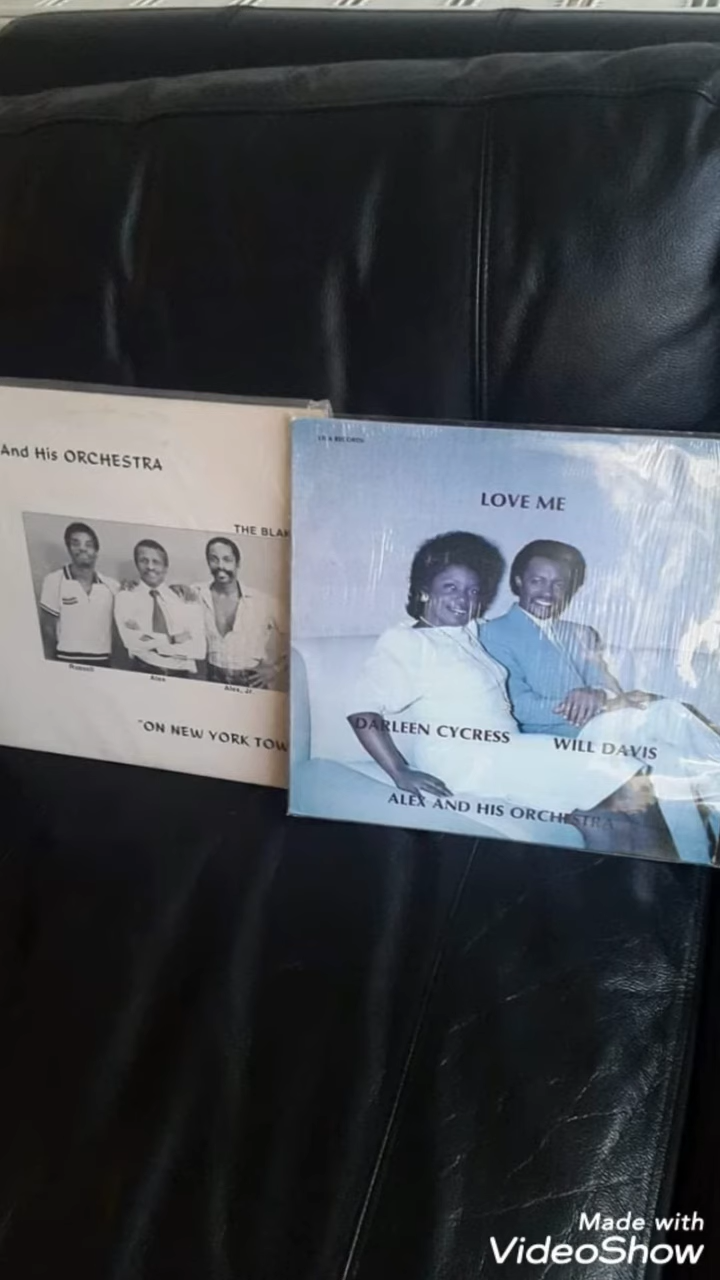 And His ORCHESTRA
THE BLAK
Russell
Alex
Alex, Jr.
"ON NEW YORK TOW
RECORDS
LOVE ME
DARLEEN CYCRESS
WILL DAVIS
ALEX AND HIS ORCHESTRA
Made with
VideoShow